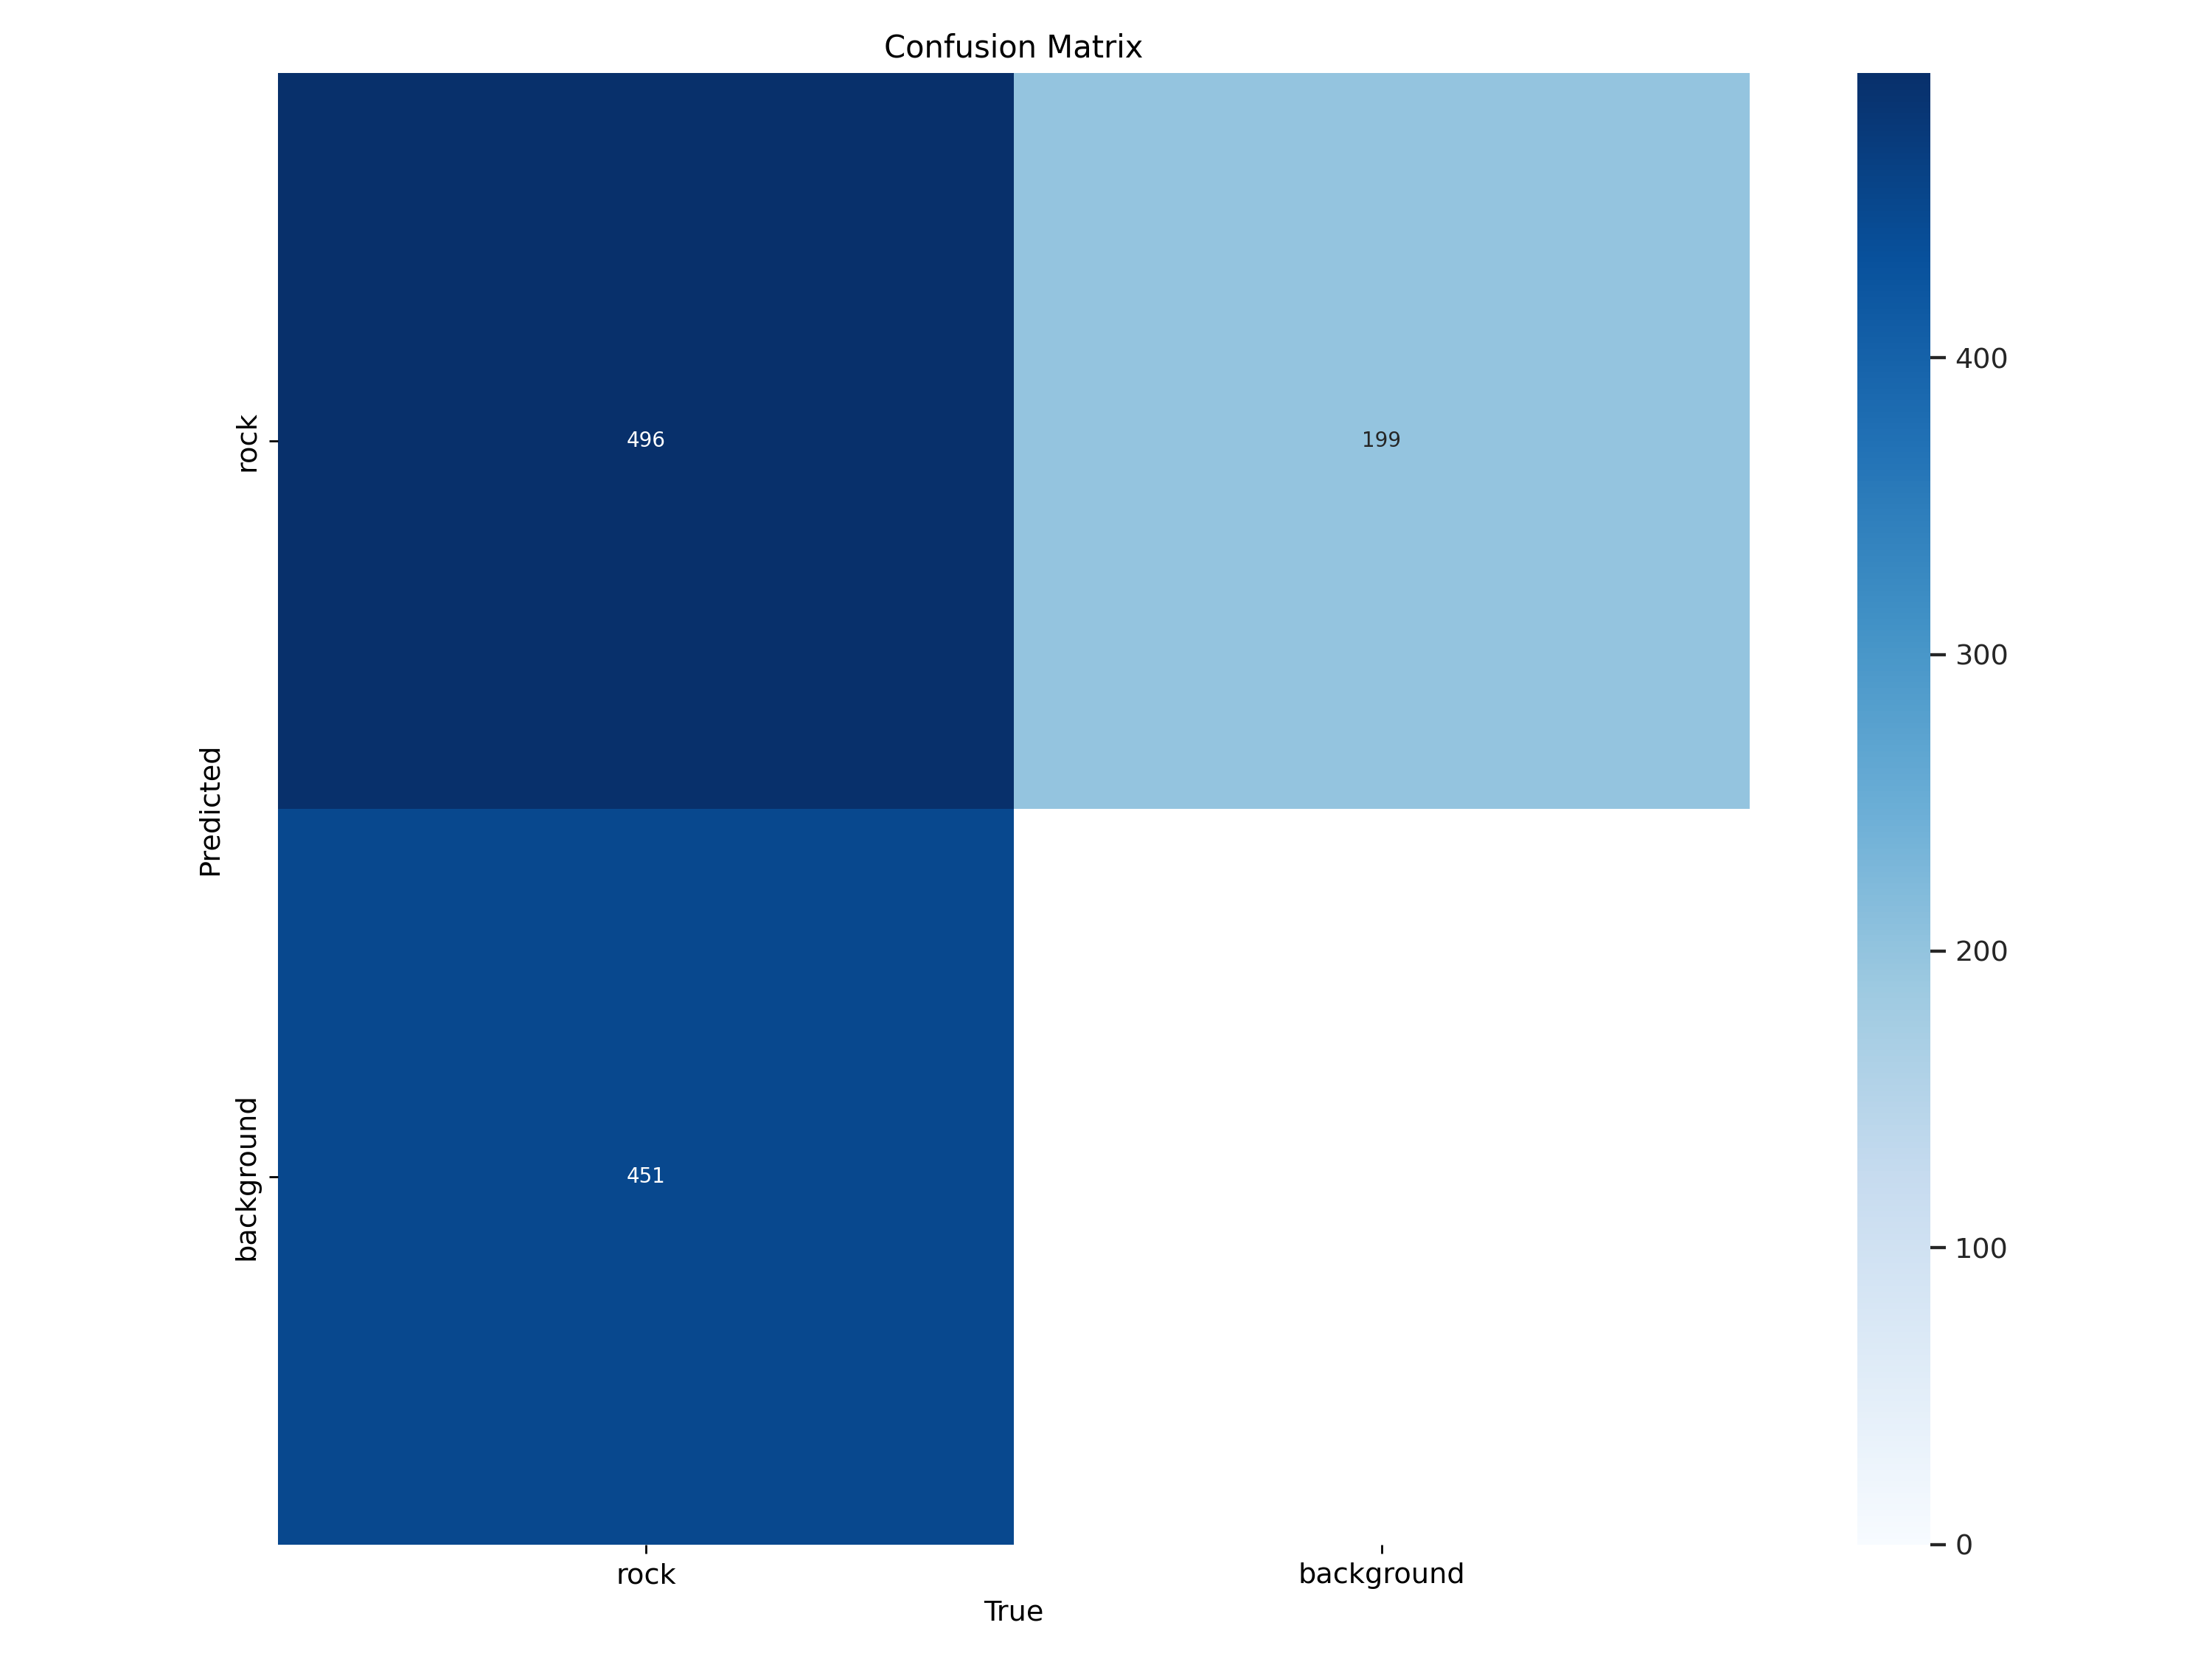 Confusion Matrix
rock
496
199
400
300
Predicted
200
background
451
100
0
rock
background
True